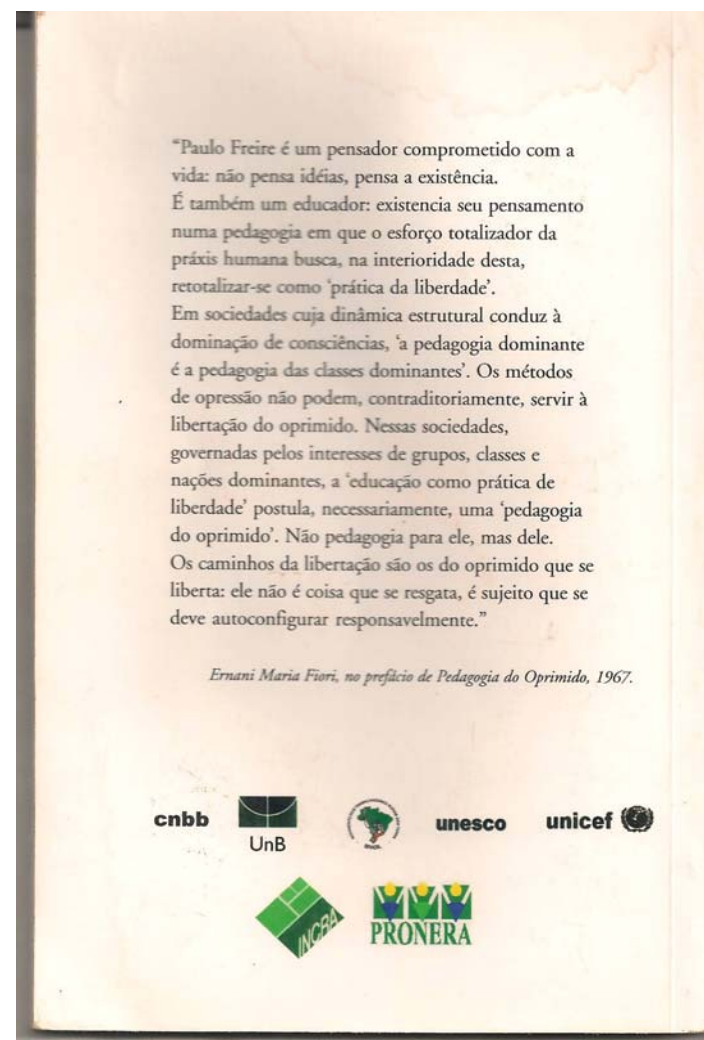 “Paulo Freire é um pensador comprometido com a
vida: não pensa idéias, pensa a existência.
É também um educador: existencia seu pensamento
numa pedagogia em que o esforço totalizador da
práxis humana busca, na interioridade desta,
retotalizar-se como ‘prática da liberdade’.
Em sociedades cuja dinâmica estrutural conduz à
dominação de consciências, ‘a pedagogia dominante
é a pedagogia das classes dominantes’. Os métodos
de opressão não podem, contraditoriamente, servir à
libertação do oprimido. Nessas sociedades,
governadas pelos interesses de grupos, classes e
nações dominantes, a ‘educação como prática de
liberdade’ postula, necessariamente, uma ‘pedagogia
do oprimido’. Não pedagogia para ele, mas dele.
Os caminhos da libertação são os do oprimido que se
liberta: ele não é coisa que se resgata, é sujeito que se
deve autoconfigurar responsavelmente.”
Ernani Maria Fiori, no prefácio de Pedagogia do Oprimido, 1967.
cnbb
UnB
BRASIL
unesco
unicef
INCRA
PRONERA